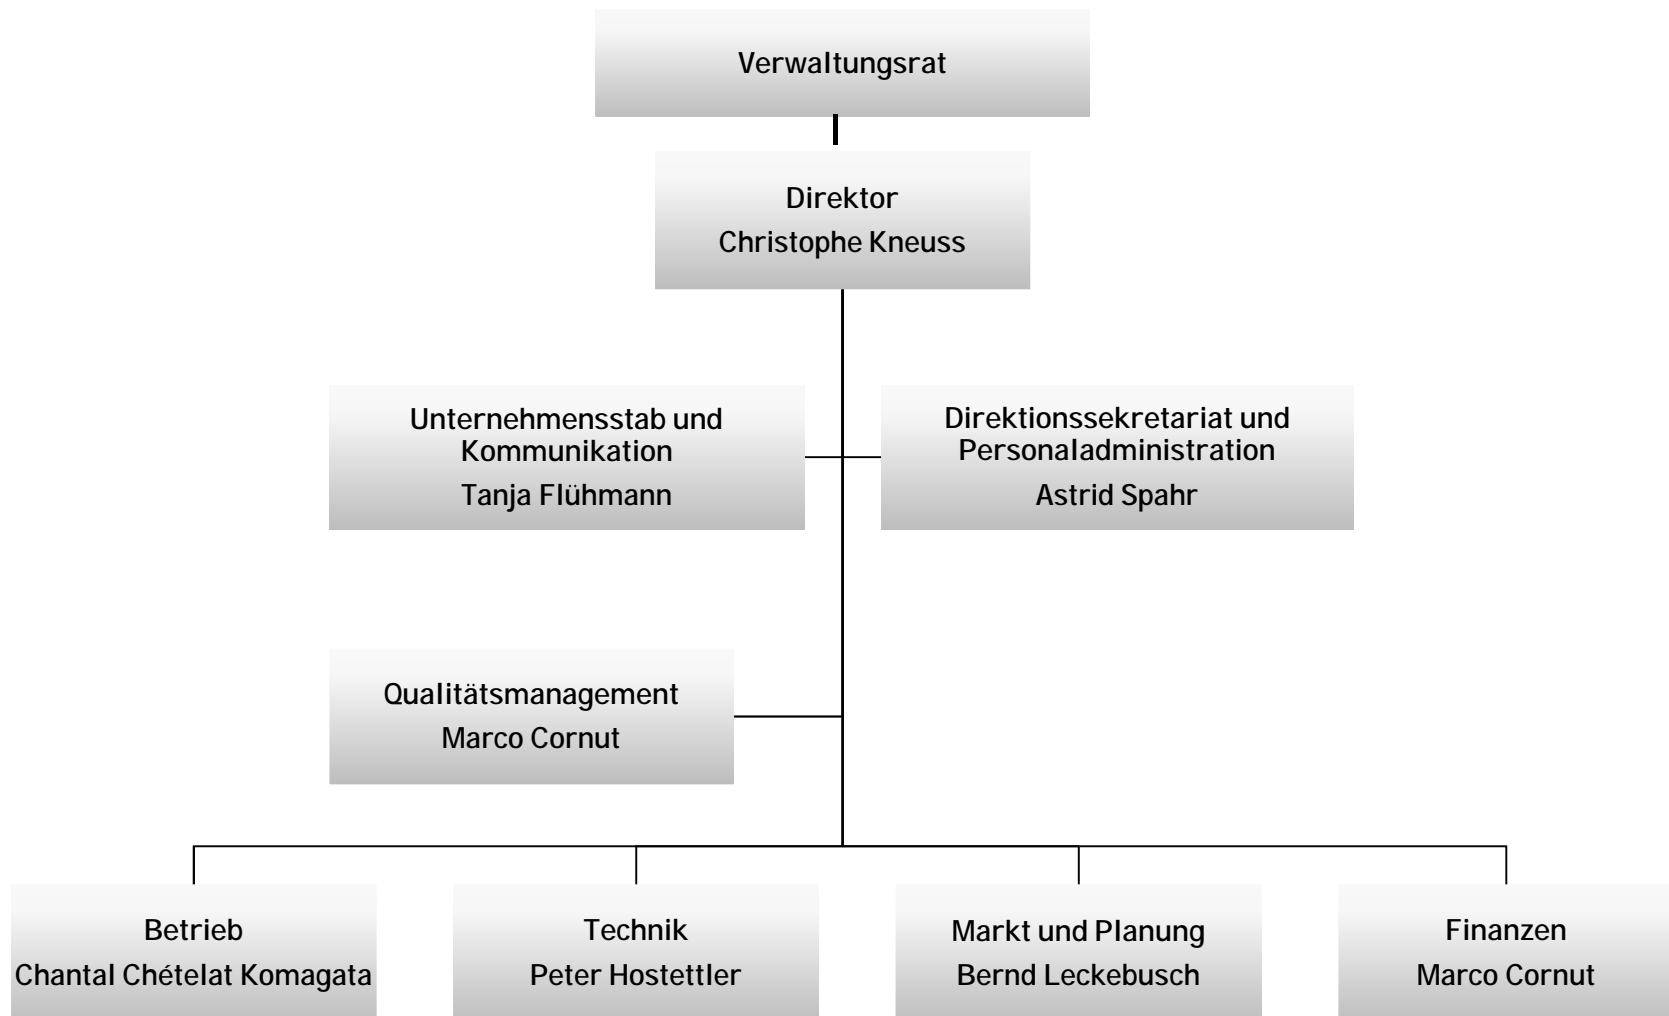 Verwaltungsrat
Direktor
Christophe Kneuss
Unternehmensstab und
Kommunikation
Tanja Flühmann
Direktionssekretariat und
Personaladministration
Astrid Spahr
Qualitätsmanagement
Marco Cornut
Betrieb
Chantal Chételat Komagata
Technik
Peter Hostettler
Markt und Planung
Bernd Leckebusch
Finanzen
Marco Cornut